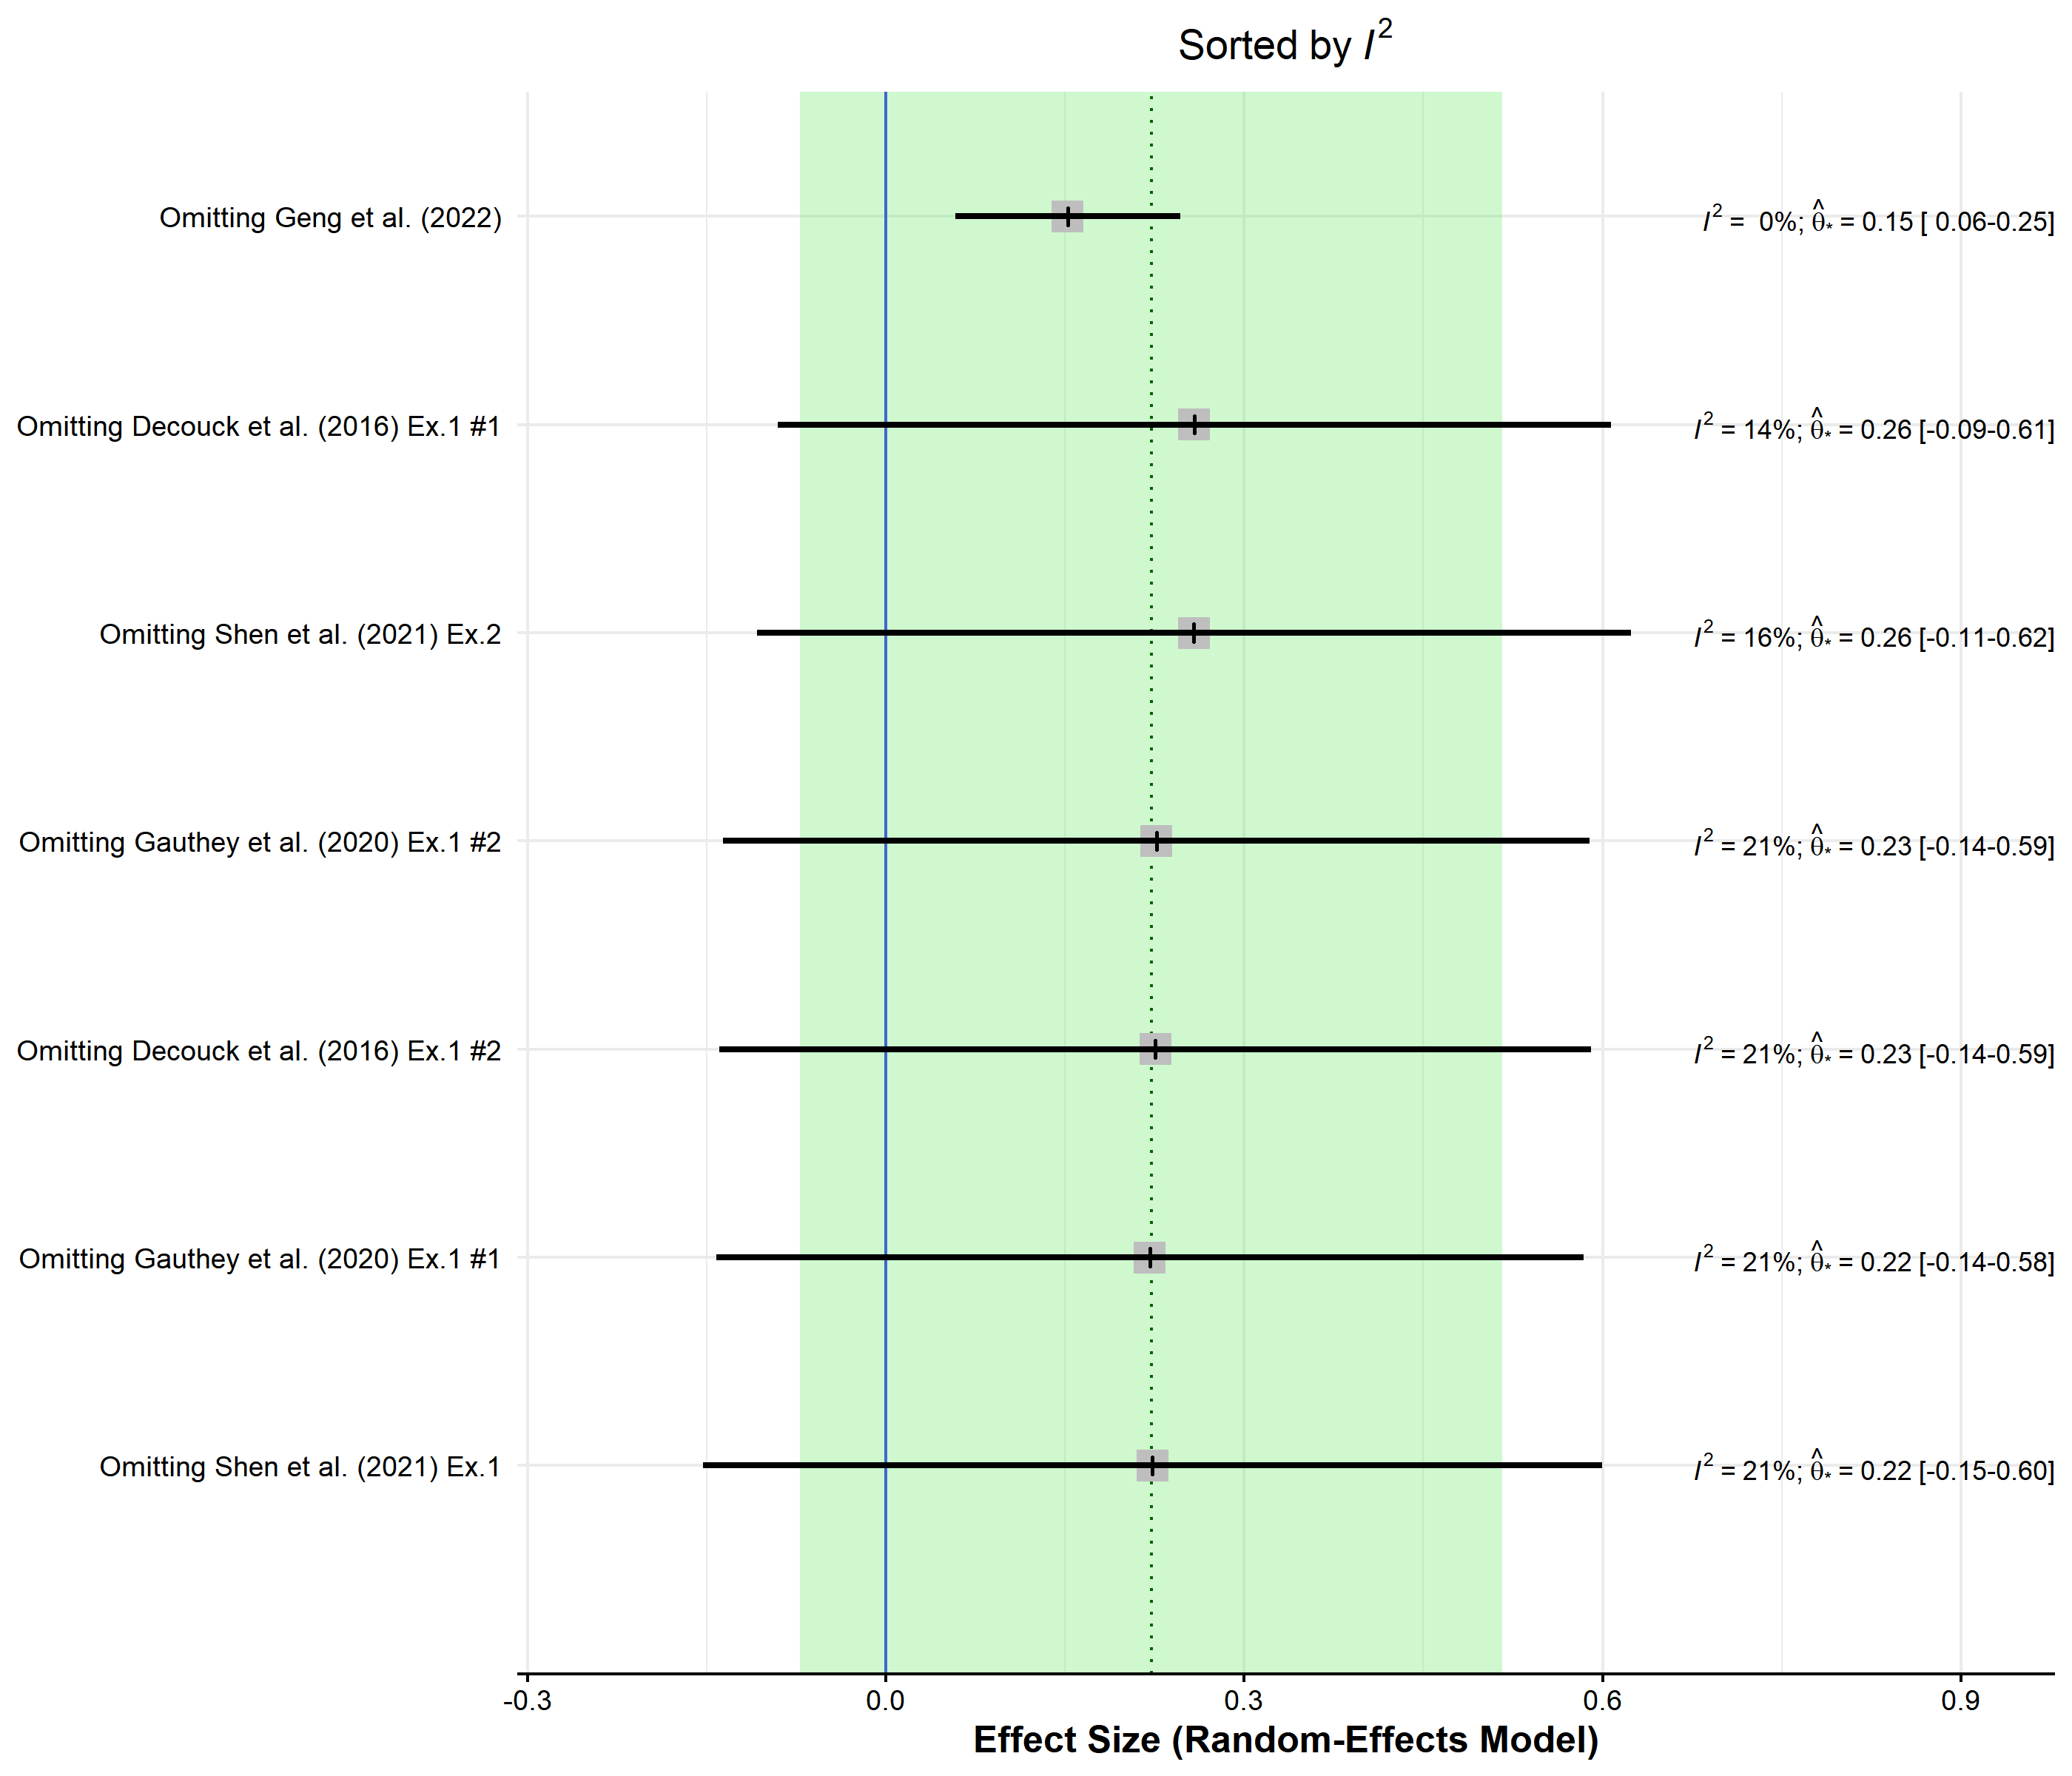 Sorted by I²
Omitting Geng et al. (2022) I² =  0%; θ̂* = 0.15 [ 0.06-0.25]
Omitting Decouck et al. (2016) Ex.1 #1 I² = 14%; θ̂* = 0.26 [-0.09-0.61]
Omitting Shen et al. (2021) Ex.2 I² = 16%; θ̂* = 0.26 [-0.11-0.62]
Omitting Gauthey et al. (2020) Ex.1 #2 I² = 21%; θ̂* = 0.23 [-0.14-0.59]
Omitting Decouck et al. (2016) Ex.1 #2 I² = 21%; θ̂* = 0.23 [-0.14-0.59]
Omitting Gauthey et al. (2020) Ex.1 #1 I² = 21%; θ̂* = 0.22 [-0.14-0.58]
Omitting Shen et al. (2021) Ex.1 I² = 21%; θ̂* = 0.22 [-0.15-0.60]
-0.3 0.0 0.3 0.6 0.9
Effect Size (Random-Effects Model)